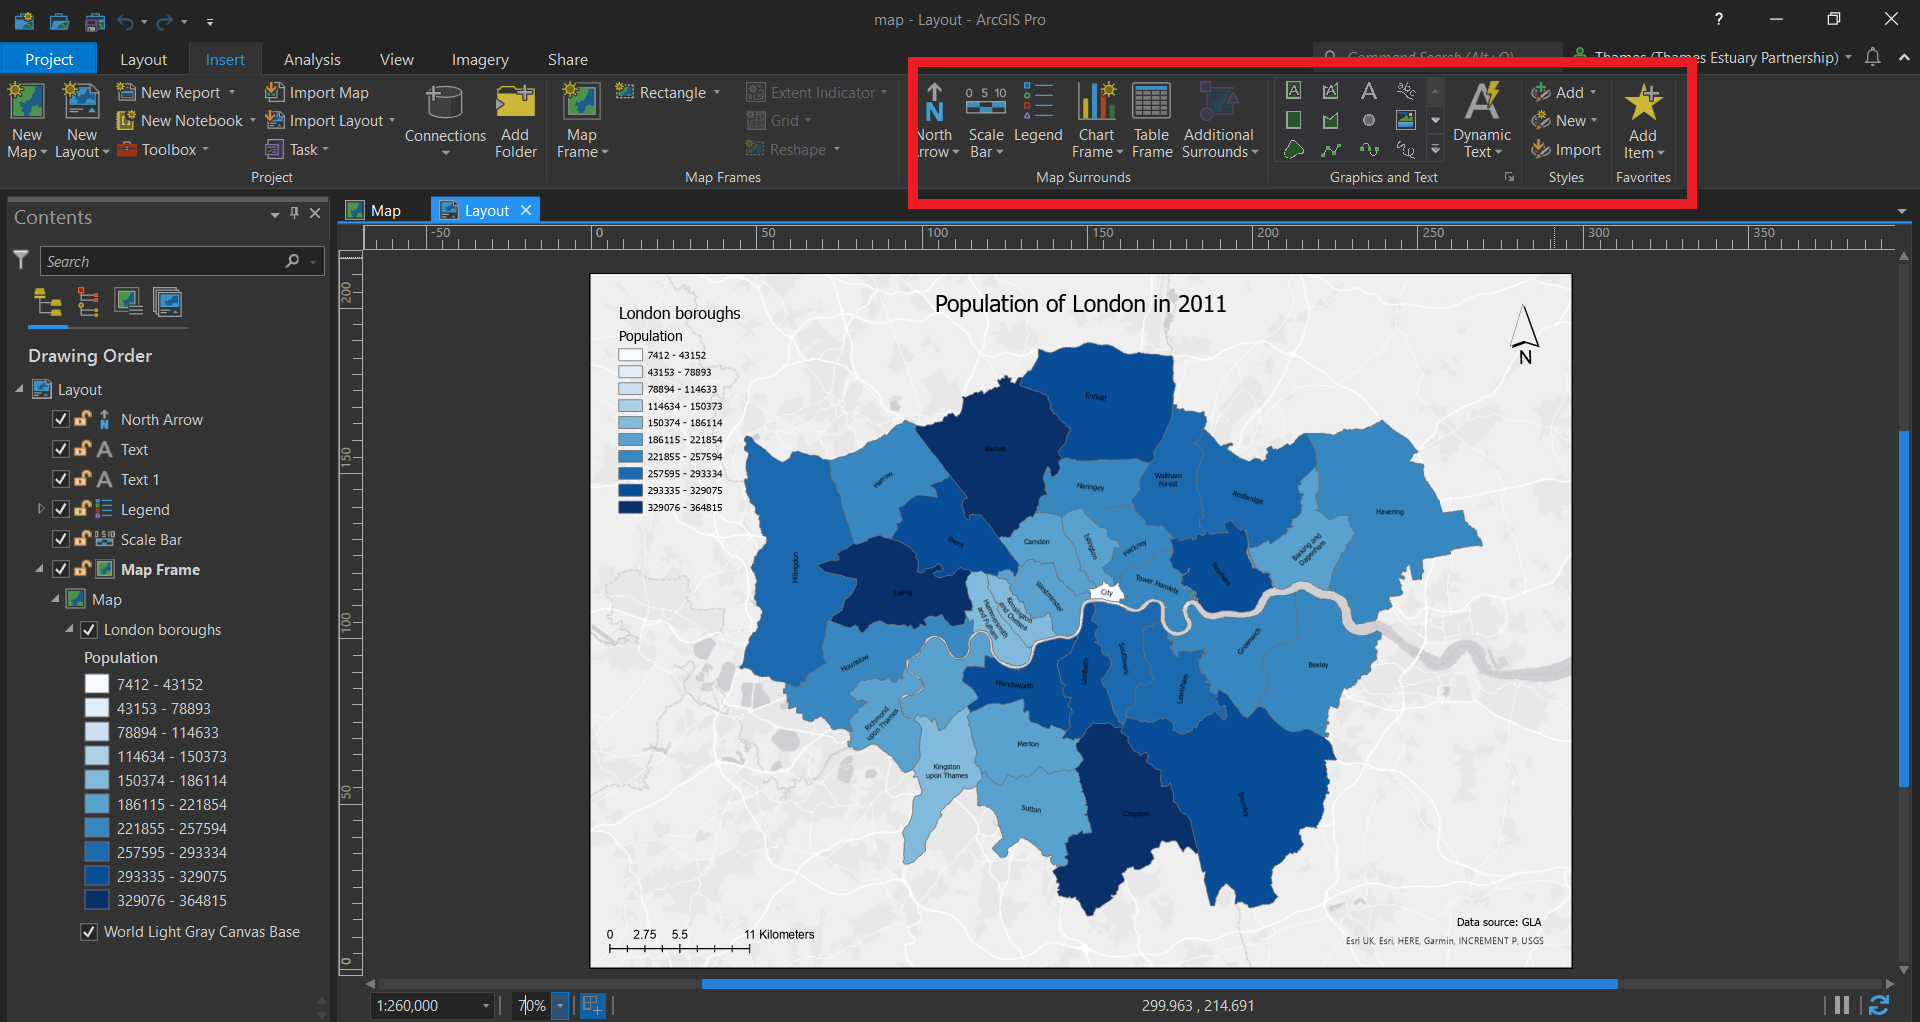 map - Layout - ArcGIS Pro
?
Project
Layout
Insert
Analysis
View
Imagery
Share
Command Search (Alt+Q)
Thames (Thames Estuary Partnership)
New Map
New Layout
New Report
New Notebook
Toolbox
Import Map
Import Layout
Task
Connections
Add Folder
Project
Map Frame
Rectangle
Extent Indicator
Grid
Reshape
Map Frames
North Arrow
0 5 10
Scale Bar
Legend
Chart Frame
Table Frame
Additional Surrounds
Map Surrounds
Graphics and Text
Dynamic Text
Add
New
Import
Styles
Add Item
Favorites
Contents
Search
Drawing Order
Layout
North Arrow
Text
Text 1
Legend
Scale Bar
Map Frame
Map
London boroughs
Population
7412 - 43152
43153 - 78893
78894 - 114633
114634 - 150373
150374 - 186114
186115 - 221854
221855 - 257594
257595 - 293334
293335 - 329075
329076 - 364815
World Light Gray Canvas Base
Map
Layout
-50 0 50 100 150 200 250 300 350
200
150
100
50
0
Population of London in 2011
London boroughs
Population
7412 - 43152
43153 - 78893
78894 - 114633
114634 - 150373
150374 - 186114
186115 - 221854
221855 - 257594
257595 - 293334
293335 - 329075
329076 - 364815
N
Enfield
Barnet
Harrow
Haringey
Waltham Forest
Redbridge
Havering
Hillingdon
Brent
Camden
Islington
Hackney
Barking and Dagenham
Newham
Ealing
Westminster
Kensington and Chelsea
Hammersmith and Fulham
City
Tower Hamlets
Hounslow
Greenwich
Bexley
Wandsworth
Lambeth
Southwark
Lewisham
Richmond upon Thames
Merton
Kingston upon Thames
Sutton
Croydon
Bromley
0 2.75 5.5 11 Kilometers
Data source: GLA
Esri UK, Esri, HERE, Garmin, INCREMENT P, USGS
1:260,000
70%
299.963 , 214.691